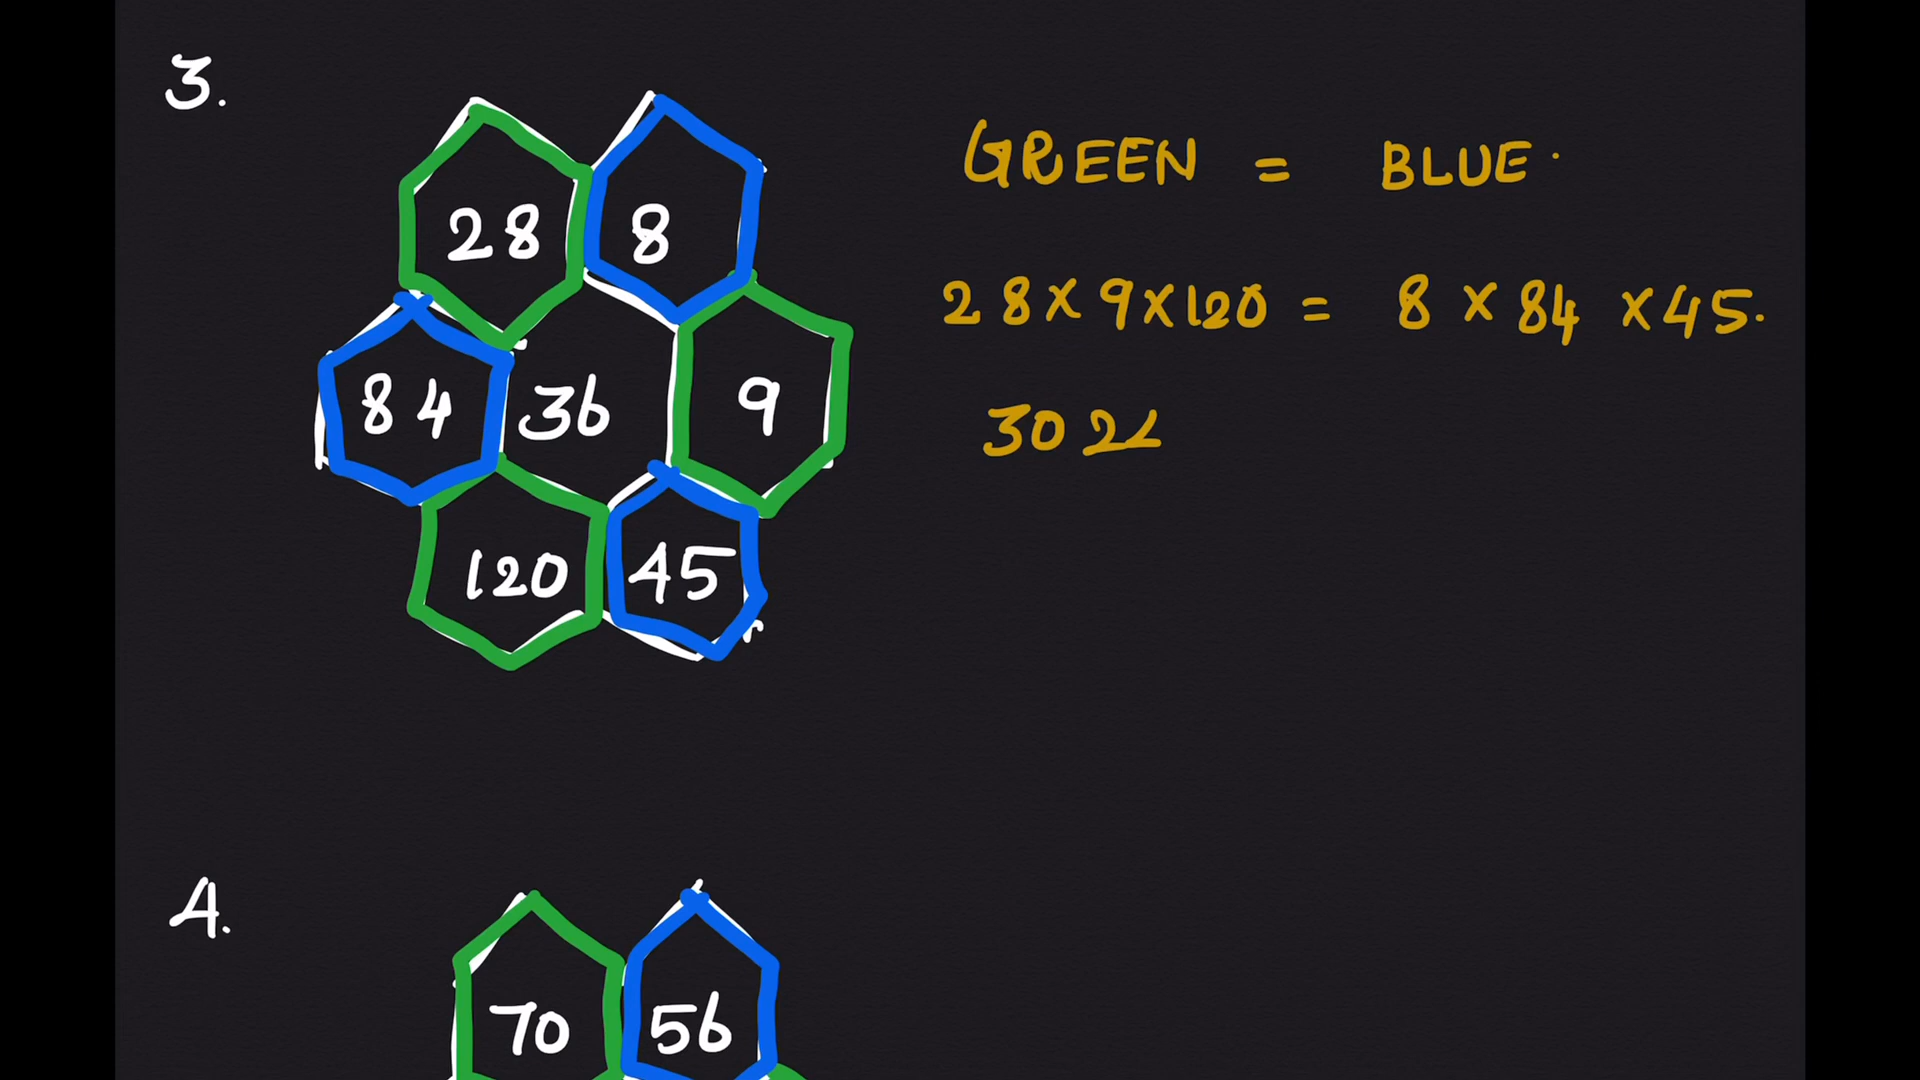 3.
28 8
84 36 9
120 45
GREEN = BLUE.
28 × 9 × 120 = 8 × 84 × 45.
302
4.
70 56